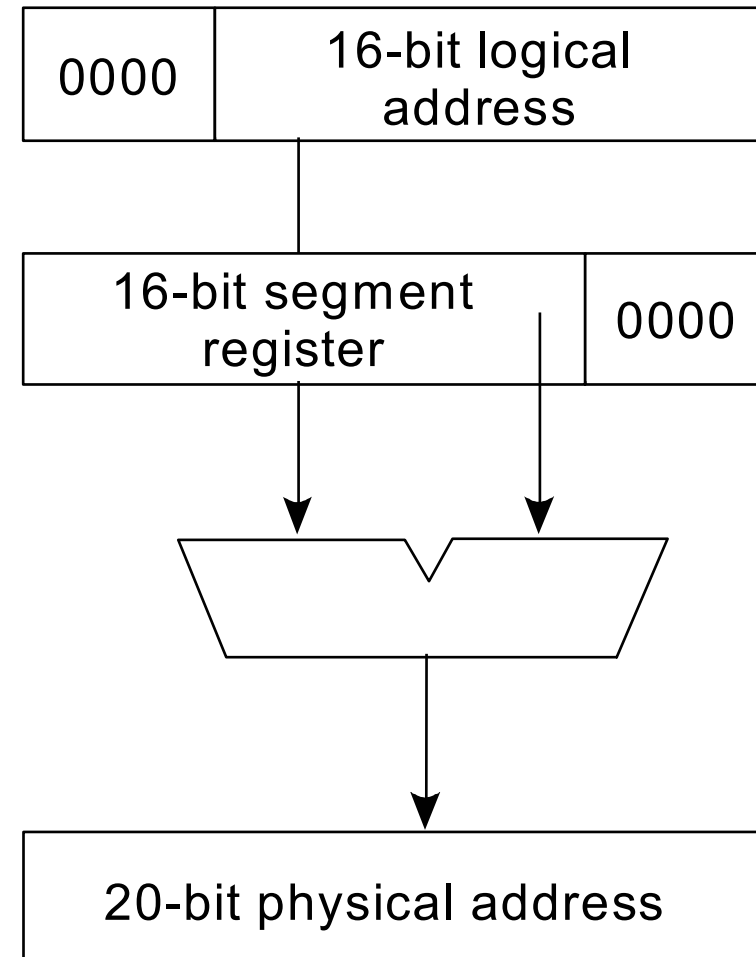 0000
16-bit logical
address
16-bit segment
register
0000
20-bit physical address